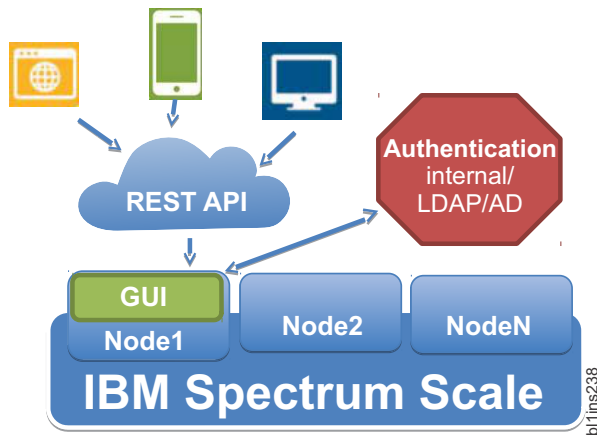 REST API
Authentication
internal/
LDAP/AD
GUI
Node1
Node2
NodeN
IBM Spectrum Scale
bl1ins238